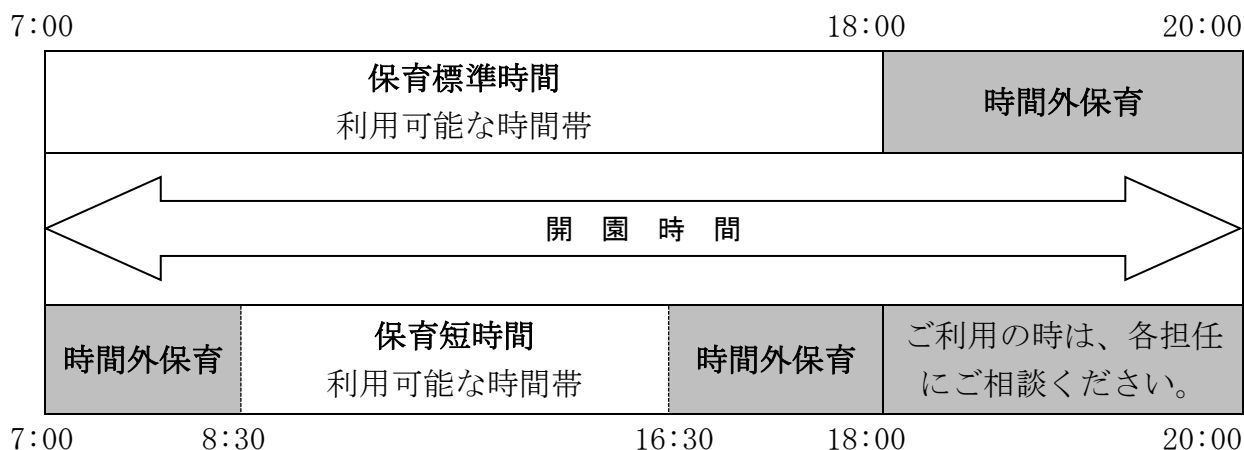 7:00 18:00 20:00
保育標準時間
利用可能な時間帯
時間外保育
開園時間
時間外保育
保育短時間
利用可能な時間帯
時間外保育
ご利用の時は、各担任
にご相談ください。
7:00 8:30 16:30 18:00 20:00